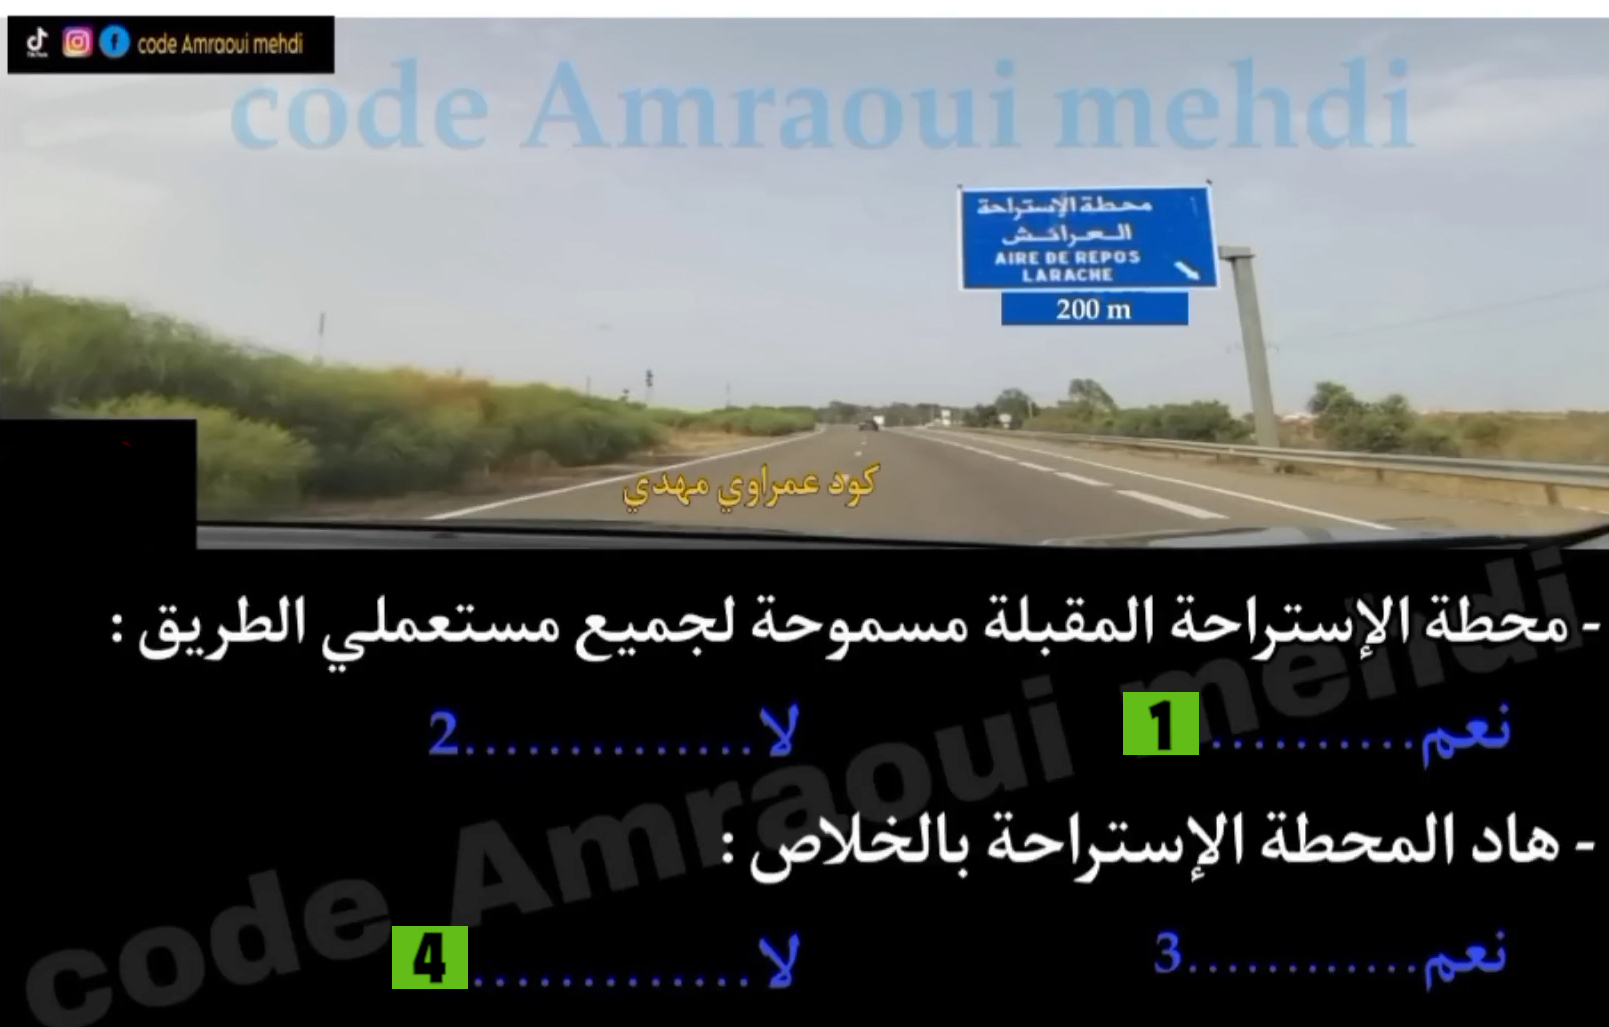 code Amraoui mehdi
code Amraoui mehdi
محطة الإستراحة
العرائش
AIRE DE REPOS
LARACHE
200 m
كود عمراوي مهدي
- محطة الإستراحة المقبلة مسموحة لجميع مستعملي الطريق :
نعم..........1 لا..............2
- هاد المحطة الإستراحة بالخلاص :
نعم............3 لا.............4
code Amraoui mehdi